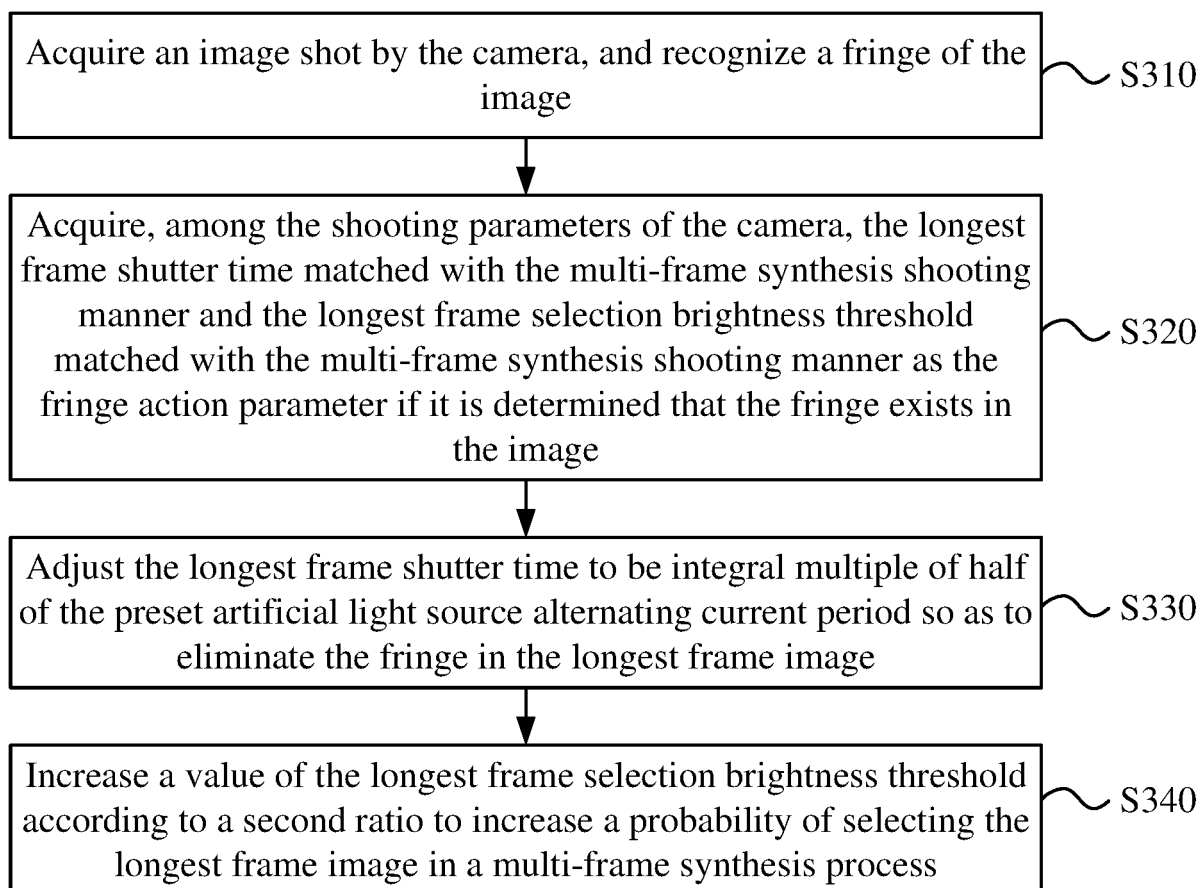 Acquire an image shot by the camera, and recognize a fringe of the
image
S310
Acquire, among the shooting parameters of the camera, the longest
frame shutter time matched with the multi-frame synthesis shooting
manner and the longest frame selection brightness threshold
matched with the multi-frame synthesis shooting manner as the
fringe action parameter if it is determined that the fringe exists in
the image
S320
Adjust the longest frame shutter time to be integral multiple of half
of the preset artificial light source alternating current period so as to
eliminate the fringe in the longest frame image
S330
Increase a value of the longest frame selection brightness threshold
according to a second ratio to increase a probability of selecting the
longest frame image in a multi-frame synthesis process
S340